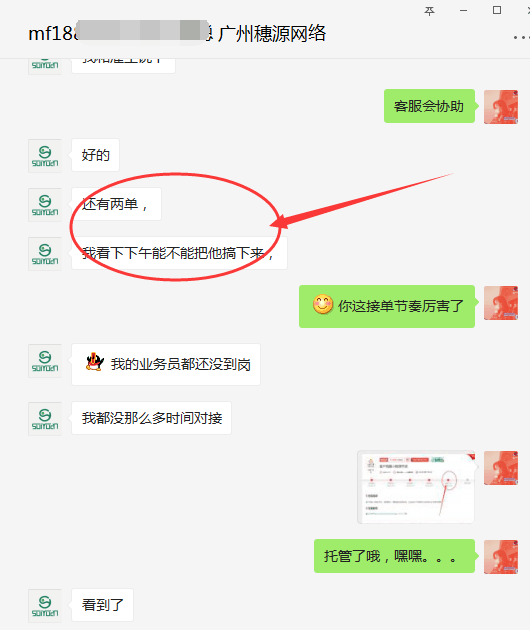 mf188
广州穗源网络
客服会协助
好的
还有两单，
我看下下午能不能把他搞下来，
你这接单节奏厉害了
我的业务员都还没到岗
我都没那么多时间对接
托管了哦，嘿嘿。。。
看到了